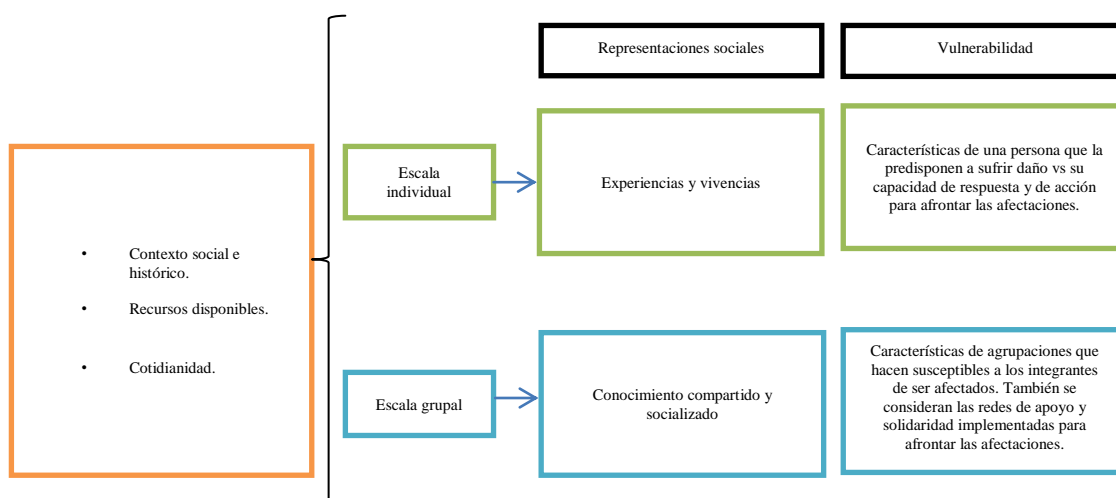 Representaciones sociales
Vulnerabilidad
• Contexto social e
histórico.
• Recursos disponibles.
• Cotidianidad.
Escala
individual
Experiencias y vivencias
Características de una persona que la
predisponen a sufrir daño vs su
capacidad de respuesta y de acción
para afrontar las afectaciones.
Escala grupal
Conocimiento compartido y
socializado
Características de agrupaciones que
hacen susceptibles a los integrantes
de ser afectados. También se
consideran las redes de apoyo y
solidaridad implementadas para
afrontar las afectaciones.